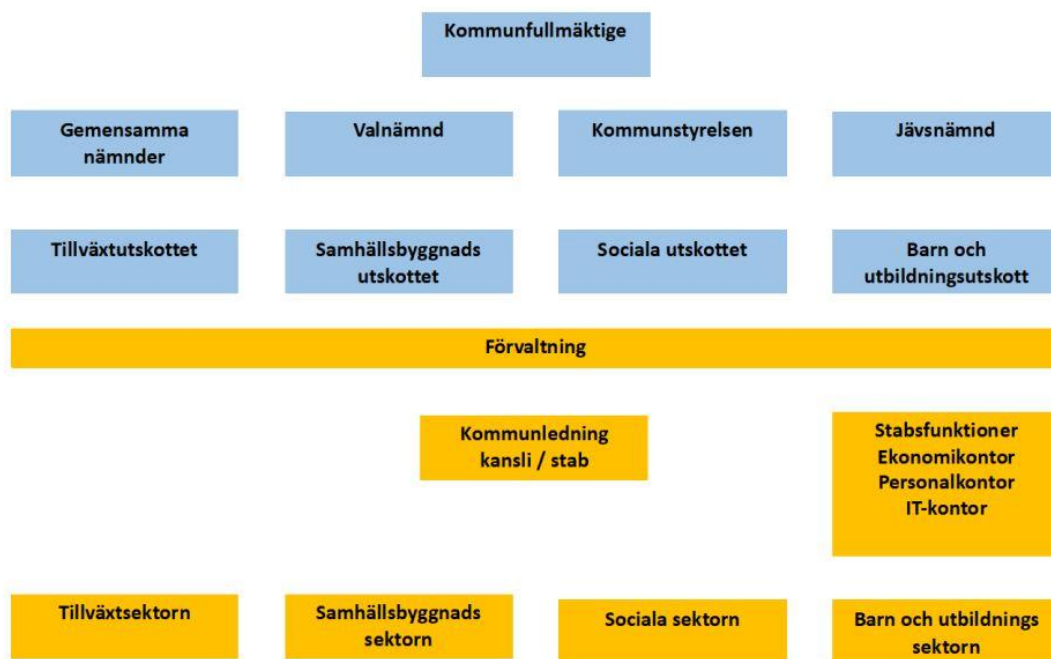 Kommunfullmäktige
Gemensamma
nämnder
Valnämnd
Kommunstyrelsen
Jävsnämnd
Tillväxtutskottet
Samhällsbyggnads
utskottet
Sociala utskottet
Barn och
utbildningsutskott
Förvaltning
Kommunledning
kansli / stab
Stabsfunktioner
Ekonomikontor
Personalkontor
IT-kontor
Tillväxtsektorn
Samhällsbyggnads
sektorn
Sociala sektorn
Barn och utbildnings
sektorn